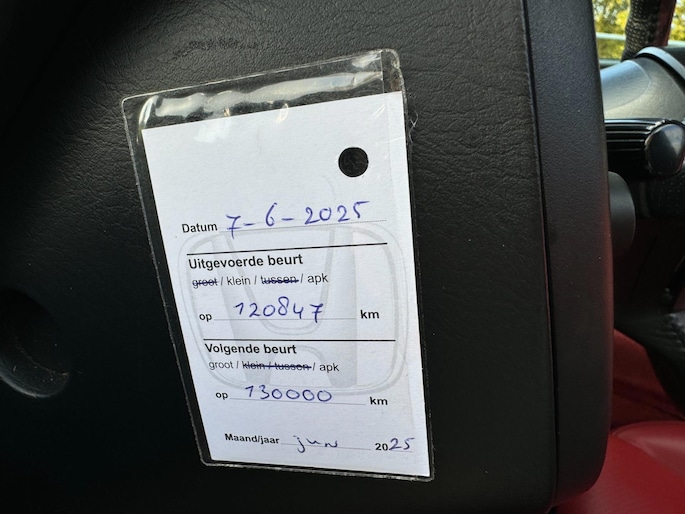 Datum 7-6-2025
Uitgevoerde beurt
groot / klein / tussen / apk
op 120847 km
Volgende beurt
groot / klein / tussen / apk
op 130000 km
Maand/jaar jun 2025